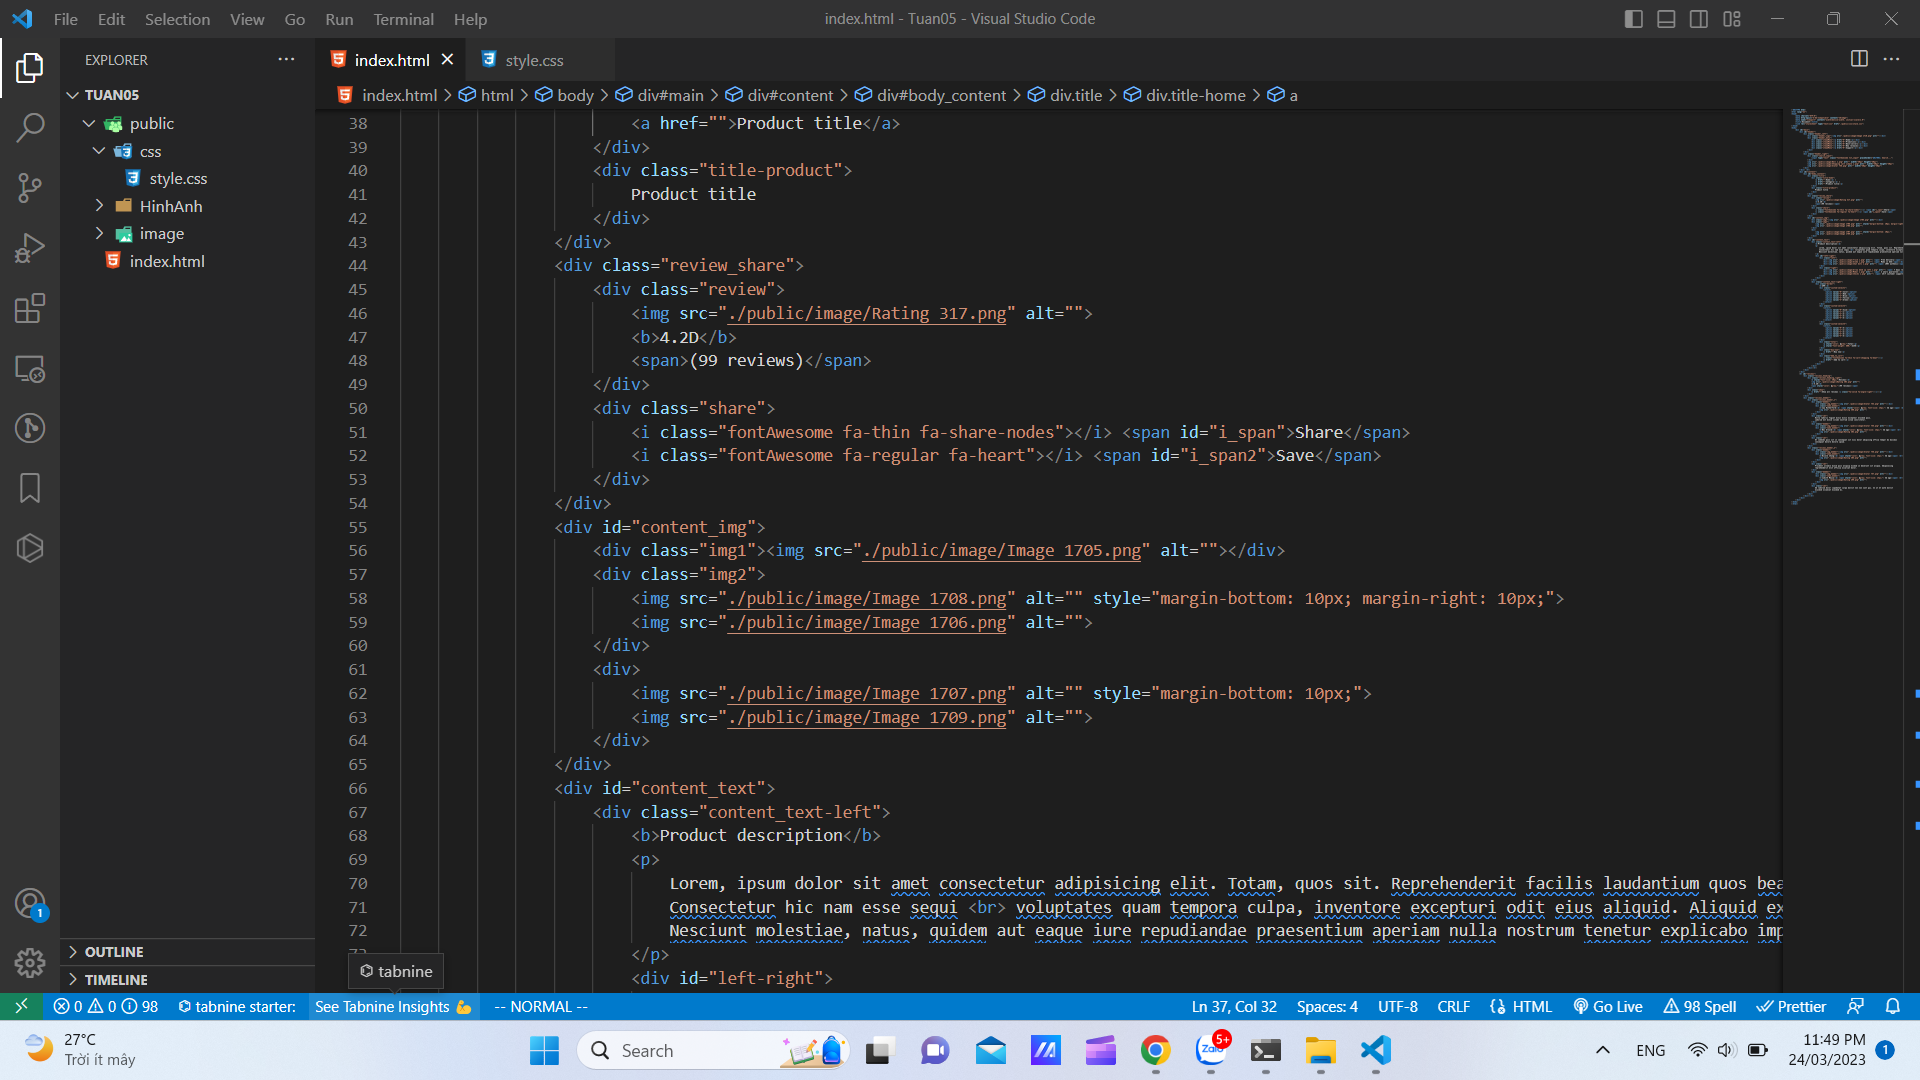 File Edit Selection View Go Run Terminal Help
index.html - Tuan05 - Visual Studio Code
EXPLORER
TUAN05
public
css
style.css
HinhAnh
image
index.html
OUTLINE
TIMELINE
index.html
style.css
index.html > html > body > div#main > div#content > div#body_content > div.title > div.title-home > a
38 <a href="">Product title</a>
39 </div>
40 <div class="title-product">
41 Product title
42 </div>
43 </div>
44 <div class="review_share">
45 <div class="review">
46 <img src="./public/image/Rating 317.png" alt="">
47 <b>4.2D</b>
48 <span>(99 reviews)</span>
49 </div>
50 <div class="share">
51 <i class="fontAwesome fa-thin fa-share-nodes"></i> <span id="i_span">Share</span>
52 <i class="fontAwesome fa-regular fa-heart"></i> <span id="i_span2">Save</span>
53 </div>
54 </div>
55 <div id="content_img">
56 <div class="img1"><img src="./public/image/Image 1705.png" alt=""></div>
57 <div class="img2">
58 <img src="./public/image/Image 1708.png" alt="" style="margin-bottom: 10px; margin-right: 10px;">
59 <img src="./public/image/Image 1706.png" alt="">
60 </div>
61 <div>
62 <img src="./public/image/Image 1707.png" alt="" style="margin-bottom: 10px;">
63 <img src="./public/image/Image 1709.png" alt="">
64 </div>
65 </div>
66 <div id="content_text">
67 <div class="content_text-left">
68 <b>Product description</b>
69 <p>
70 Lorem, ipsum dolor sit amet consectetur adipisicing elit. Totam, quos sit. Reprehenderit facilis laudantium quos bea
71 Consectetur hic nam esse sequi <br> voluptates quam tempora culpa, inventore excepturi odit eius aliquid. Aliquid ex
72 Nesciunt molestiae, natus, quidem aut eaque iure repudiandae praesentium aperiam nulla nostrum tenetur explicabo imp
</p>
<div id="left-right">
tabnine
0 0 98 tabnine starter: See Tabnine Insights -- NORMAL -- Ln 37, Col 32 Spaces: 4 UTF-8 CRLF HTML Go Live 98 Spell Prettier
27°C
Trời ít mây
Search
Zalo
5+
ENG
11:49 PM
24/03/2023
1
1